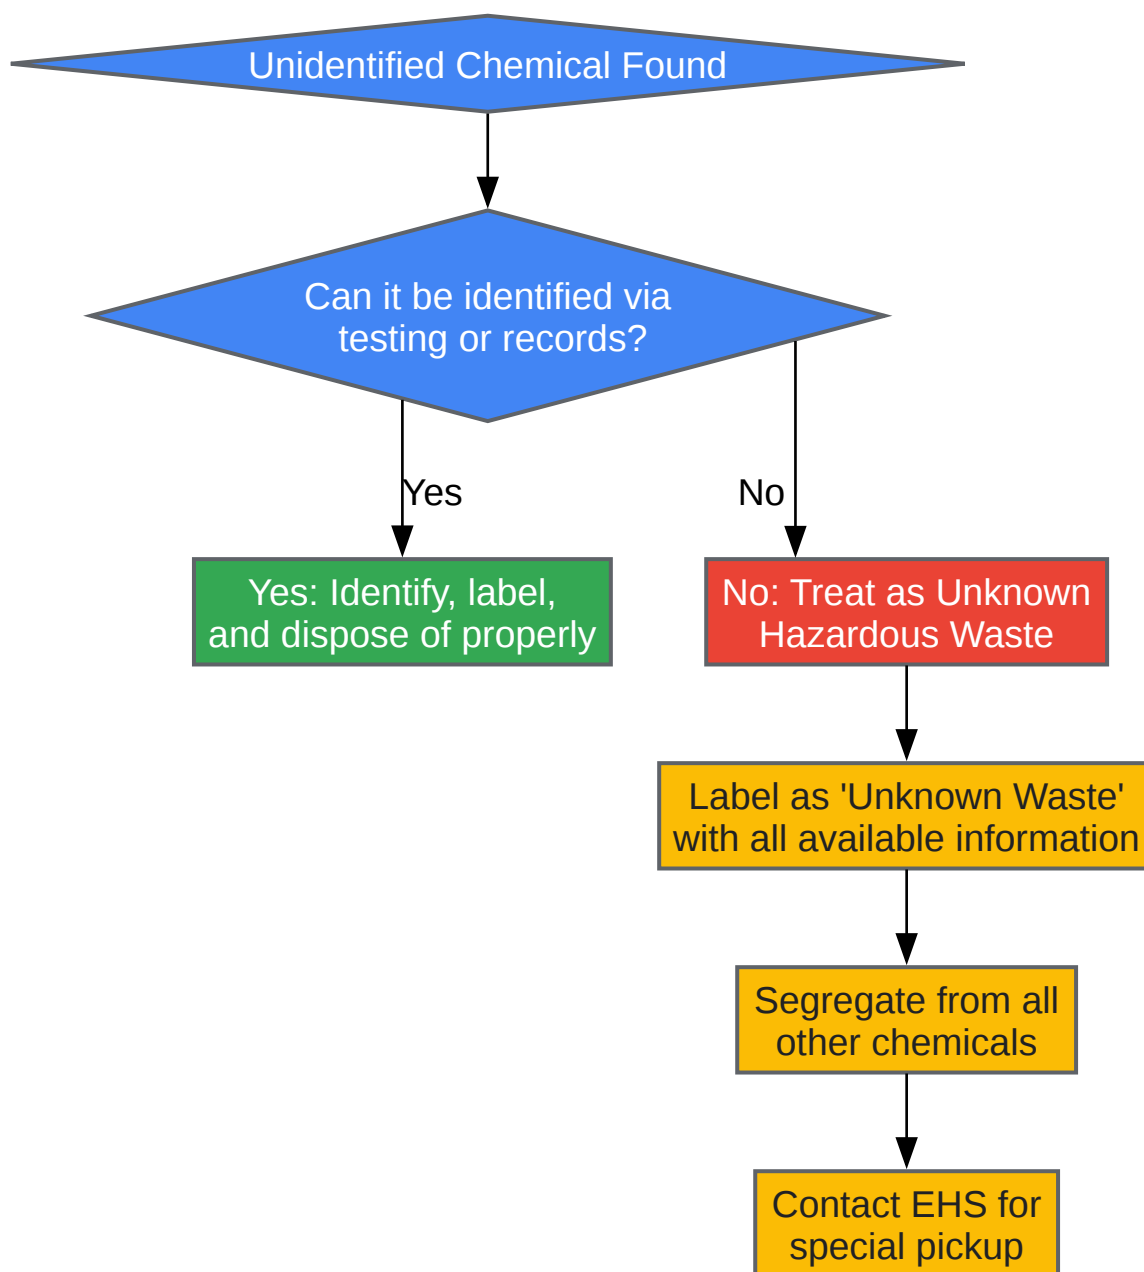 Unidentified Chemical Found
Can it be identified via
testing or records?
Yes
No
Yes: Identify, label,
and dispose of properly
No: Treat as Unknown
Hazardous Waste
Label as 'Unknown Waste'
with all available information
Segregate from all
other chemicals
Contact EHS for
special pickup